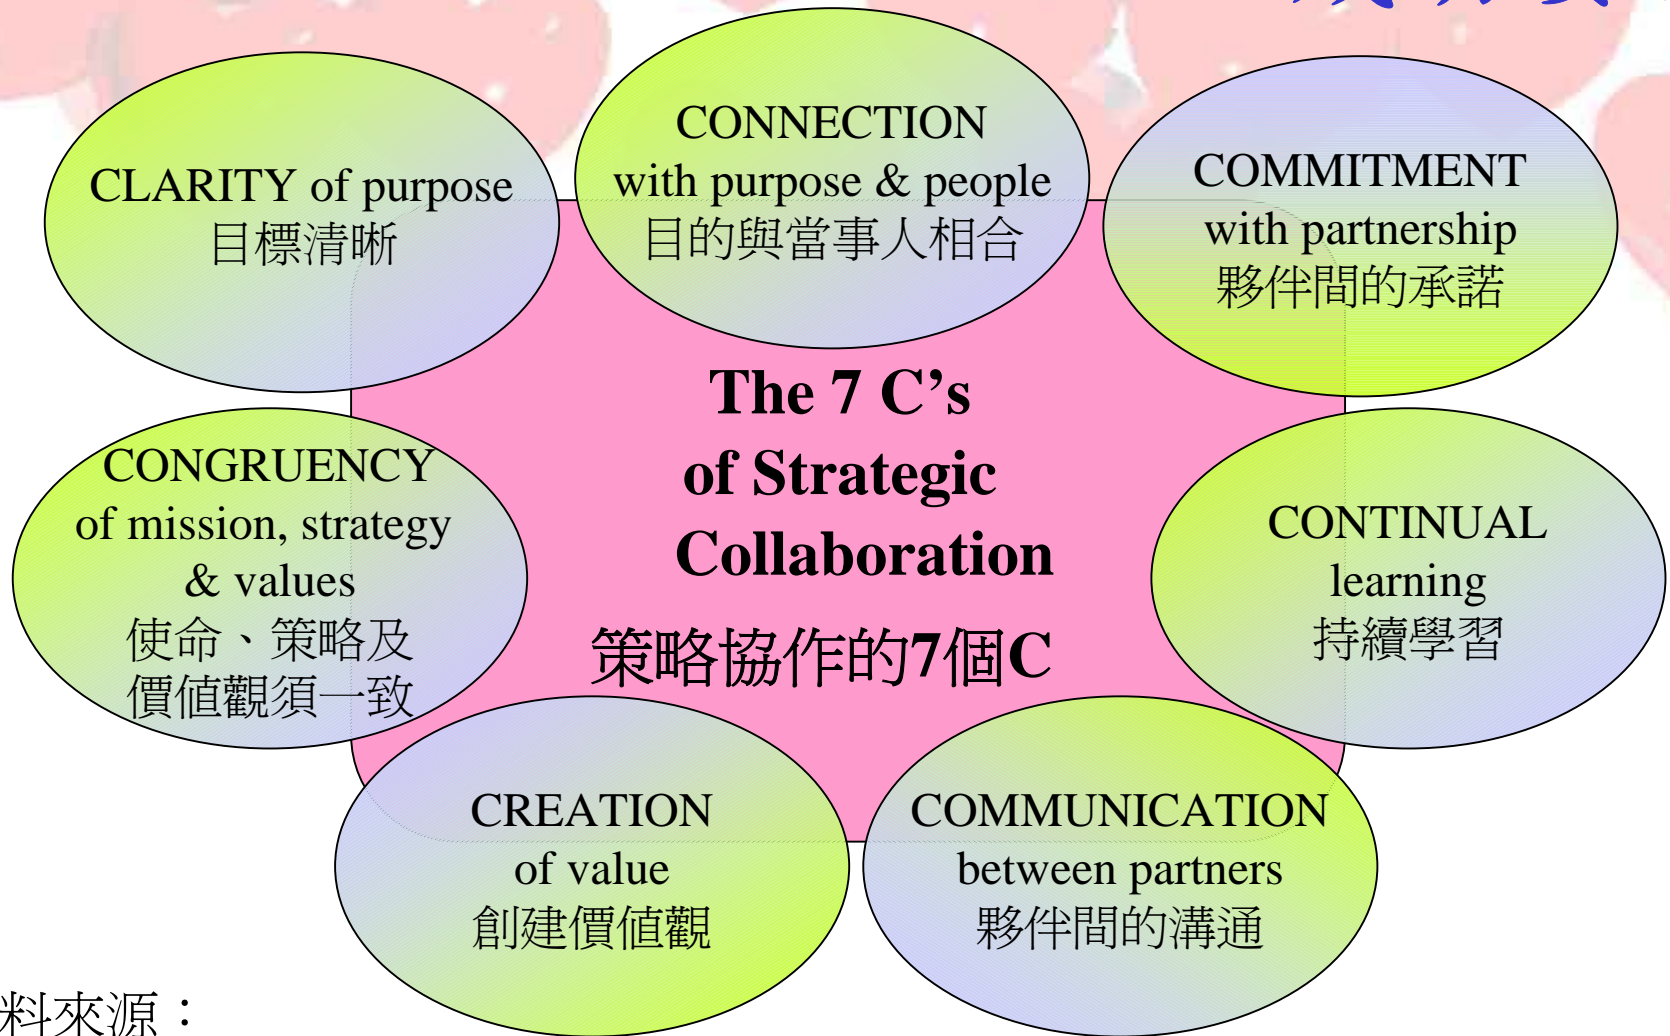 CLARITY of purpose
目標清晰
CONNECTION
with purpose & people
目的與當事人相合
COMMITMENT
with partnership
夥伴間的承諾
The 7 C’s
of Strategic
Collaboration
策略協作的7個C
CONGRUENCY
of mission, strategy
& values
使命、策略及
價值觀須一致
CONTINUAL
learning
持續學習
CREATION
of value
創建價值觀
COMMUNICATION
between partners
夥伴間的溝通
料來源：